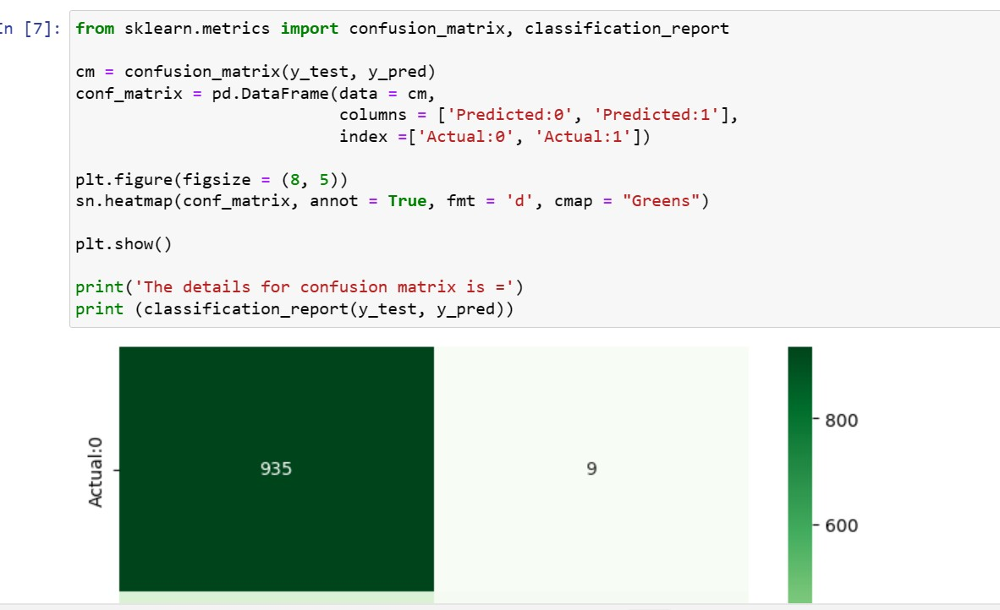 In [7]: from sklearn.metrics import confusion_matrix, classification_report
cm = confusion_matrix(y_test, y_pred)
conf_matrix = pd.DataFrame(data = cm,
columns = ['Predicted:0', 'Predicted:1'],
index =['Actual:0', 'Actual:1'])
plt.figure(figsize = (8, 5))
sn.heatmap(conf_matrix, annot = True, fmt = 'd', cmap = "Greens")
plt.show()
print('The details for confusion matrix is =')
print (classification_report(y_test, y_pred))
800
Actual:0
935 9
600